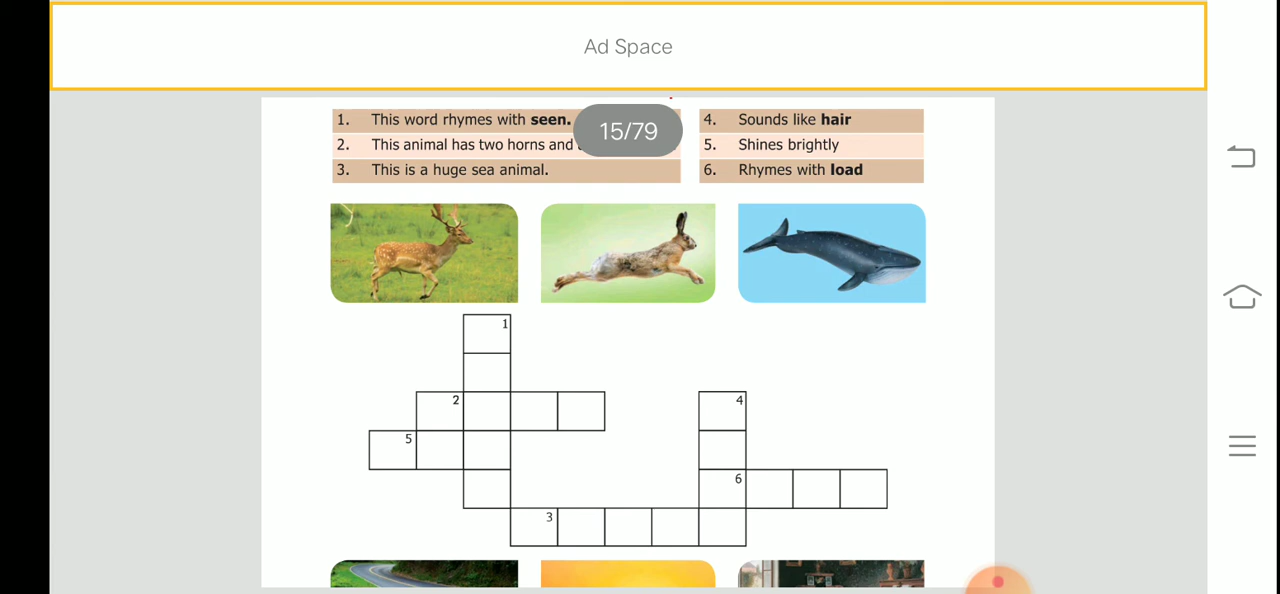 Ad Space
1. This word rhymes with seen.
2. This animal has two horns and
3. This is a huge sea animal.
15/79
4. Sounds like hair
5. Shines brightly
6. Rhymes with load
1
2
4
5
6
3